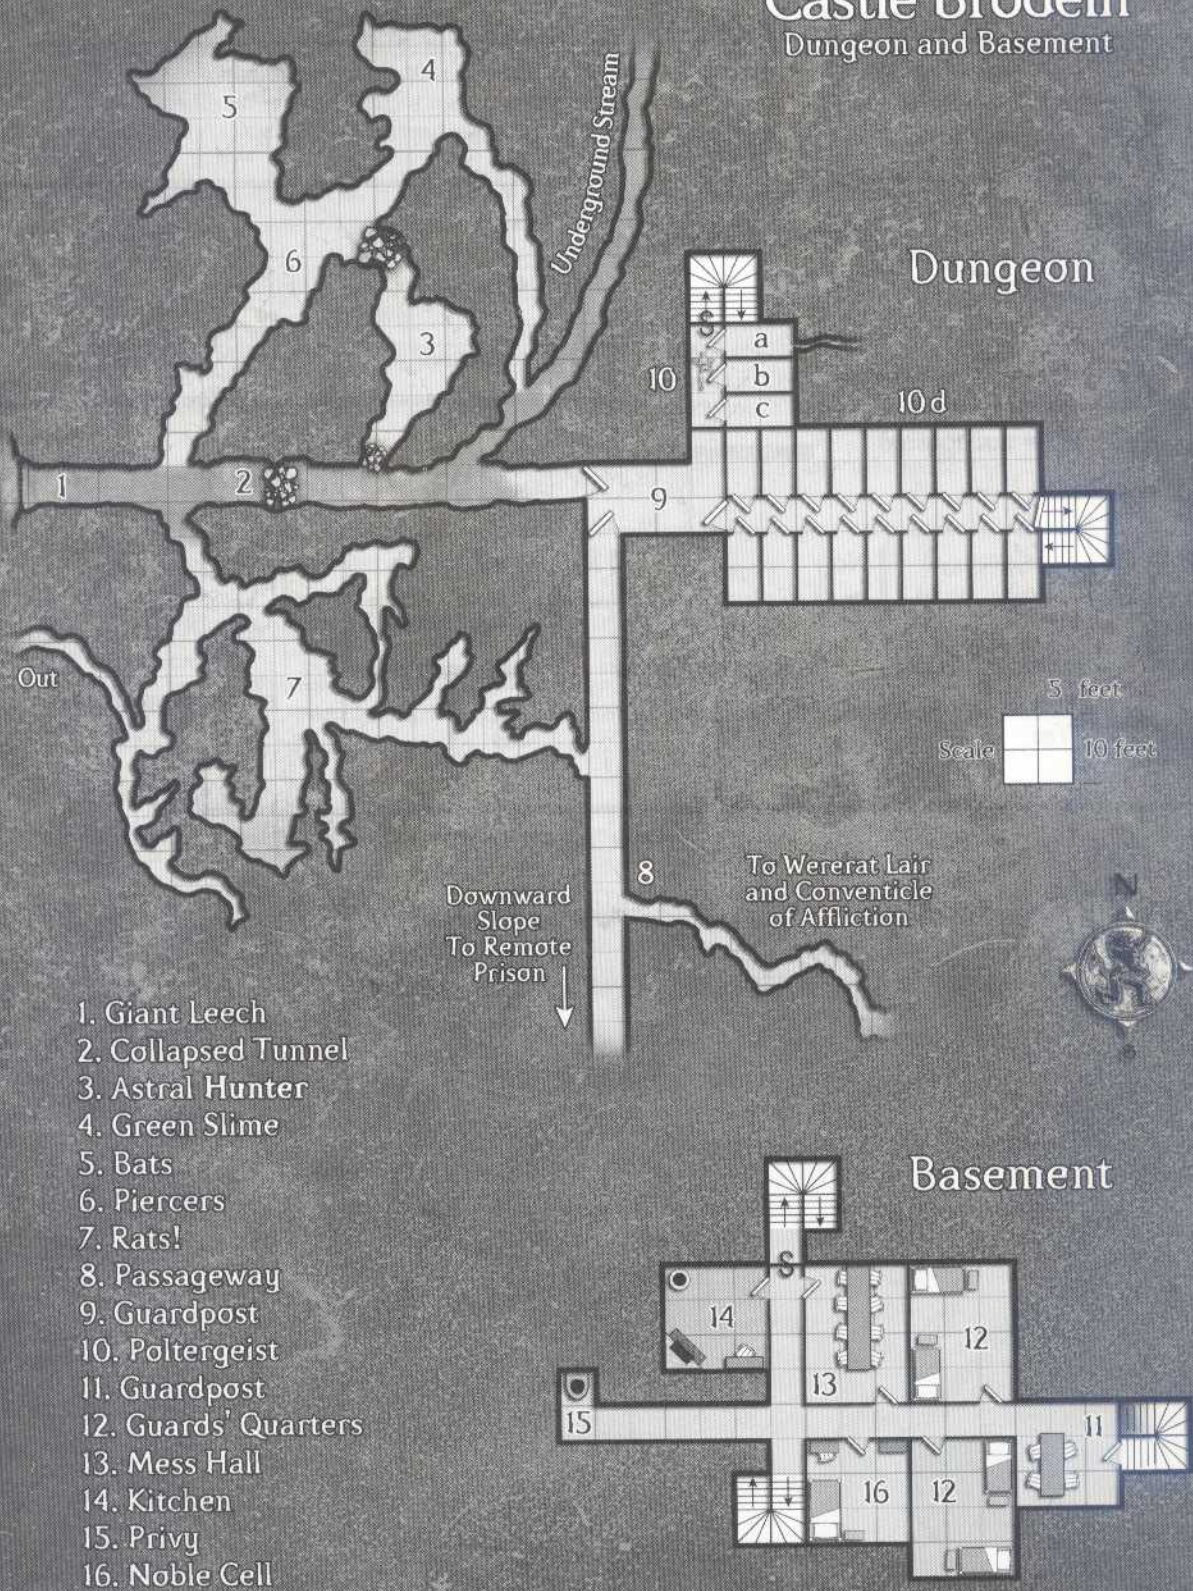 Castle Brodein
Dungeon and Basement
5
4
Underground Stream
6
Dungeon
3
S
a
b
c
10
10 d
1
2
9
Out
7
5 feet
Scale
10 feet
8
To Wererat Lair
and Conventicle
of Affliction
Downward
Slope
To Remote
Prison
N
S
1. Giant Leech
2. Collapsed Tunnel
3. Astral Hunter
4. Green Slime
5. Bats
6. Piercers
7. Rats!
8. Passageway
9. Guardpost
10. Poltergeist
11. Guardpost
12. Guards' Quarters
13. Mess Hall
14. Kitchen
15. Privy
16. Noble Cell
Basement
S
14
12
13
15
11
16
12